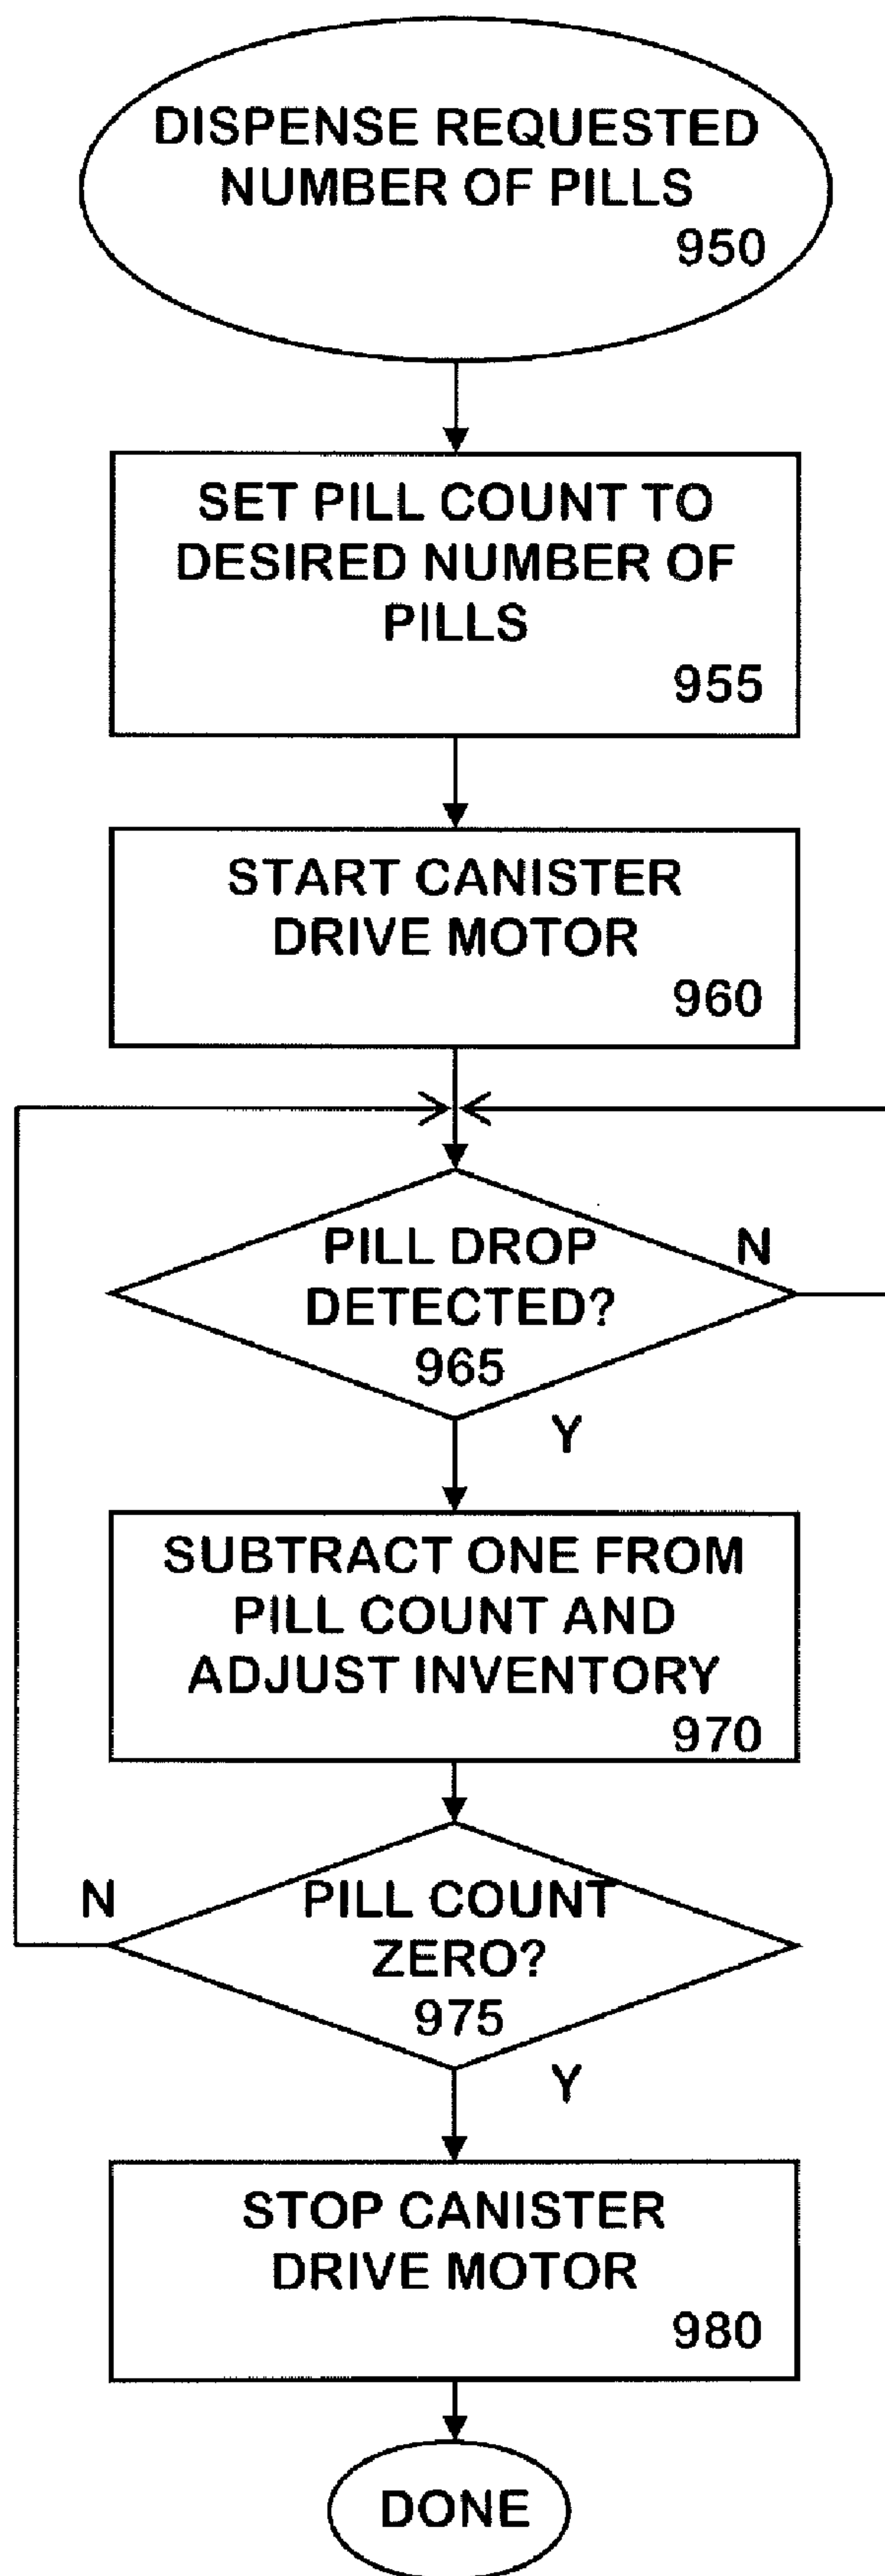 DISPENSE REQUESTED
NUMBER OF PILLS
950
SET PILL COUNT TO
DESIRED NUMBER OF
PILLS
955
START CANISTER
DRIVE MOTOR
960
PILL DROP
DETECTED?
965
N
Y
SUBTRACT ONE FROM
PILL COUNT AND
ADJUST INVENTORY
970
N
PILL COUNT
ZERO?
975
Y
STOP CANISTER
DRIVE MOTOR
980
DONE